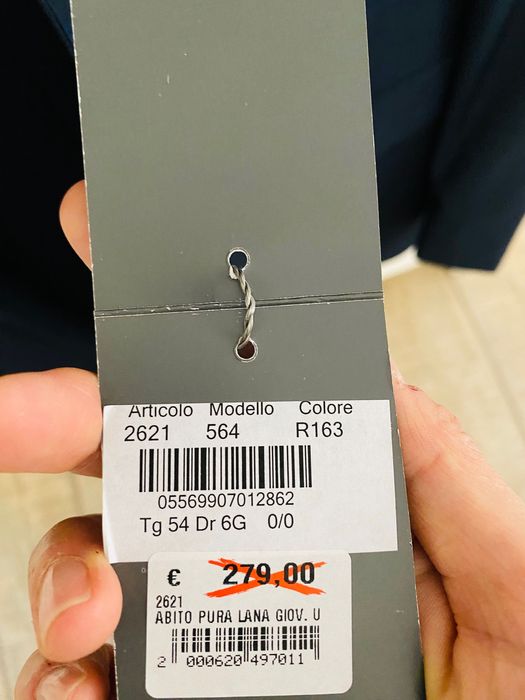 Articolo Modello Colore
2621 564 R163
05569907012862
Tg 54 Dr 6G 0/0
€ 279,00
2621
ABITO PURA LANA GIOV. U
2 000620 497011